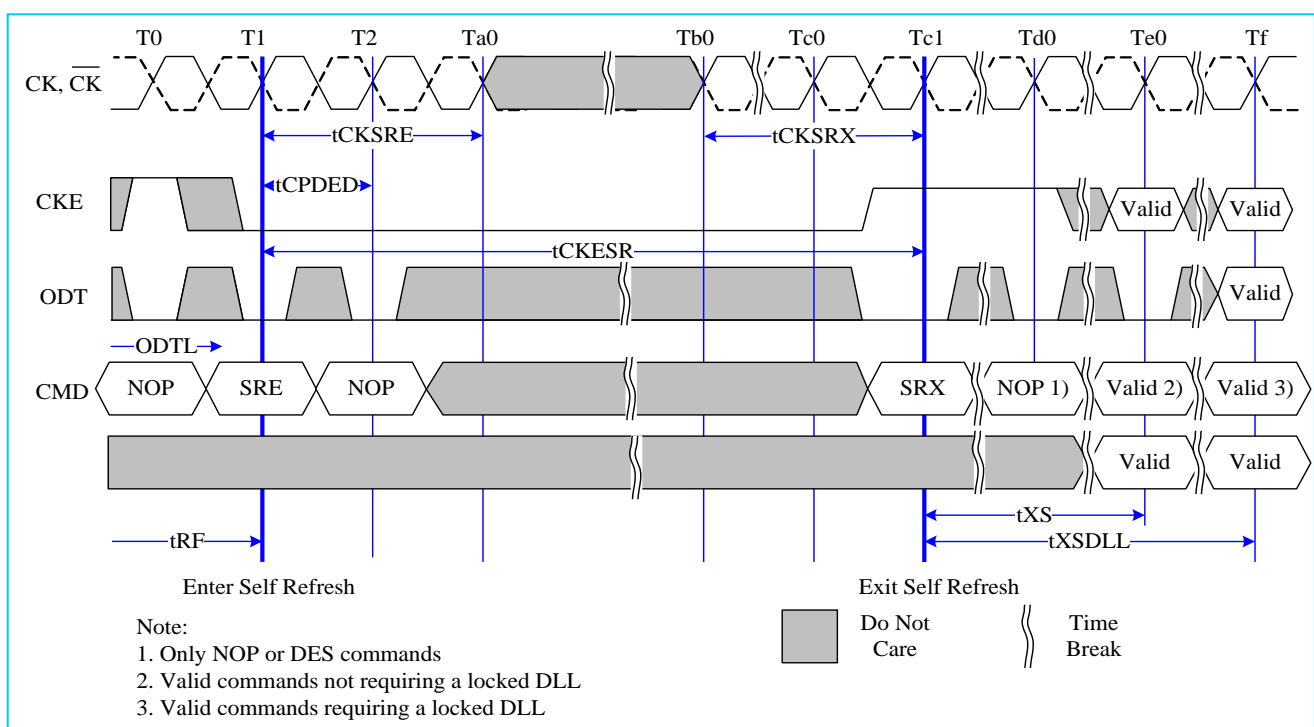 T0 T1 T2 Ta0 Tb0 Tc0 Tc1 Td0 Te0 Tf
CK, CK
tCKSRE tCKSRX
tCPDED
CKE Valid Valid
tCKESR
ODT Valid
ODTL
CMD NOP SRE NOP SRX NOP 1) Valid 2) Valid 3)
Valid Valid
tXS
tRF tXSDLL
Enter Self Refresh Exit Self Refresh
Do Not
Care
Time
Break
Note:
1. Only NOP or DES commands
2. Valid commands not requiring a locked DLL
3. Valid commands requiring a locked DLL